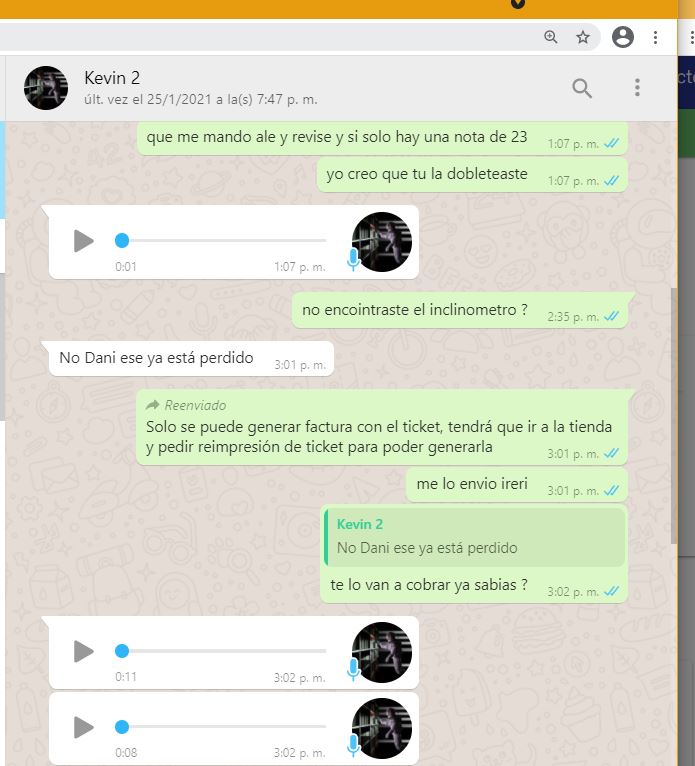 Kevin 2
últ. vez el 25/1/2021 a la(s) 7:47 p. m.
que me mando ale y revise y si solo hay una nota de 23
1:07 p. m.
yo creo que tu la dobleteaste
1:07 p. m.
0:01
1:07 p. m.
no encointraste el inclinometro ?
2:35 p. m.
No Dani ese ya está perdido
3:01 p. m.
Reenviado
Solo se puede generar factura con el ticket, tendrá que ir a la tienda
y pedir reimpresión de ticket para poder generarla
3:01 p. m.
me lo envio ireri
3:01 p. m.
Kevin 2
No Dani ese ya está perdido
te lo van a cobrar ya sabias ?
3:02 p. m.
0:11
3:02 p. m.
0:08
3:02 p. m.